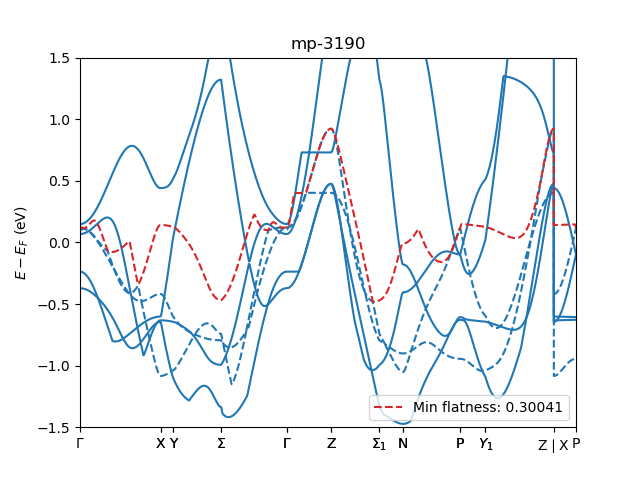 mp-3190
E − E_F (eV)
1.5
1.0
0.5
0.0
−0.5
−1.0
−1.5
Min flatness: 0.30041
Γ X Y Σ Γ Z Σ₁ N P Y₁ Z | X P